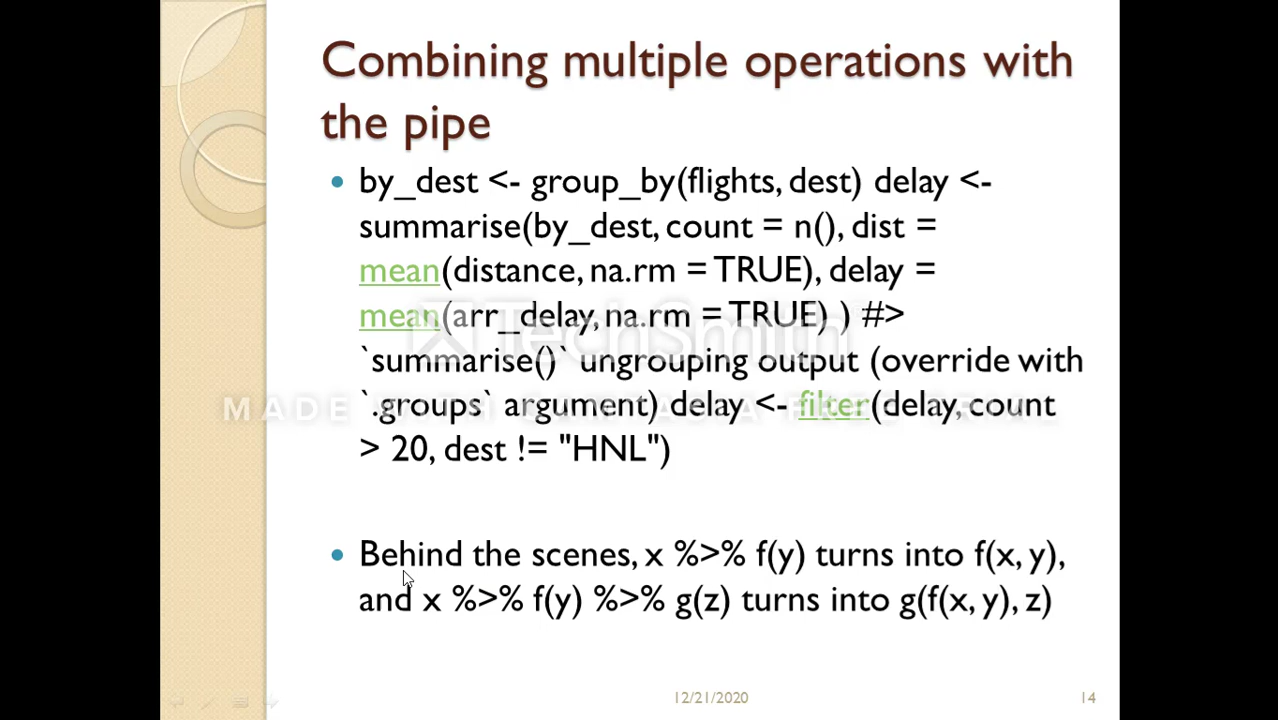 Combining multiple operations with
the pipe
by_dest <- group_by(flights, dest) delay <-
summarise(by_dest, count = n(), dist =
mean(distance, na.rm = TRUE), delay =
mean(arr_delay, na.rm = TRUE) ) #>
`summarise()` ungrouping output (override with
`.groups` argument) delay <- filter(delay, count
> 20, dest != "HNL")
TechSmith
Behind the scenes, x %>% f(y) turns into f(x, y),
and x %>% f(y) %>% g(z) turns into g(f(x, y), z)
12/21/2020
14